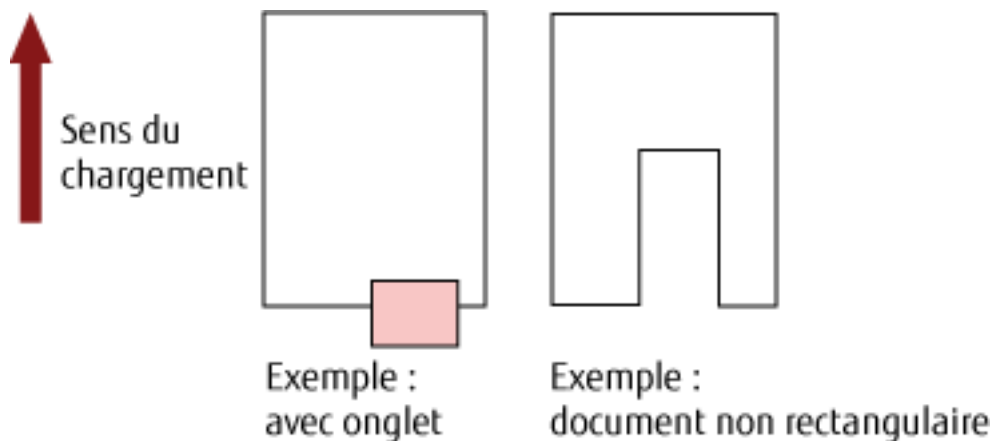 Sens du
chargement
Exemple :
avec onglet
Exemple :
document non rectangulaire